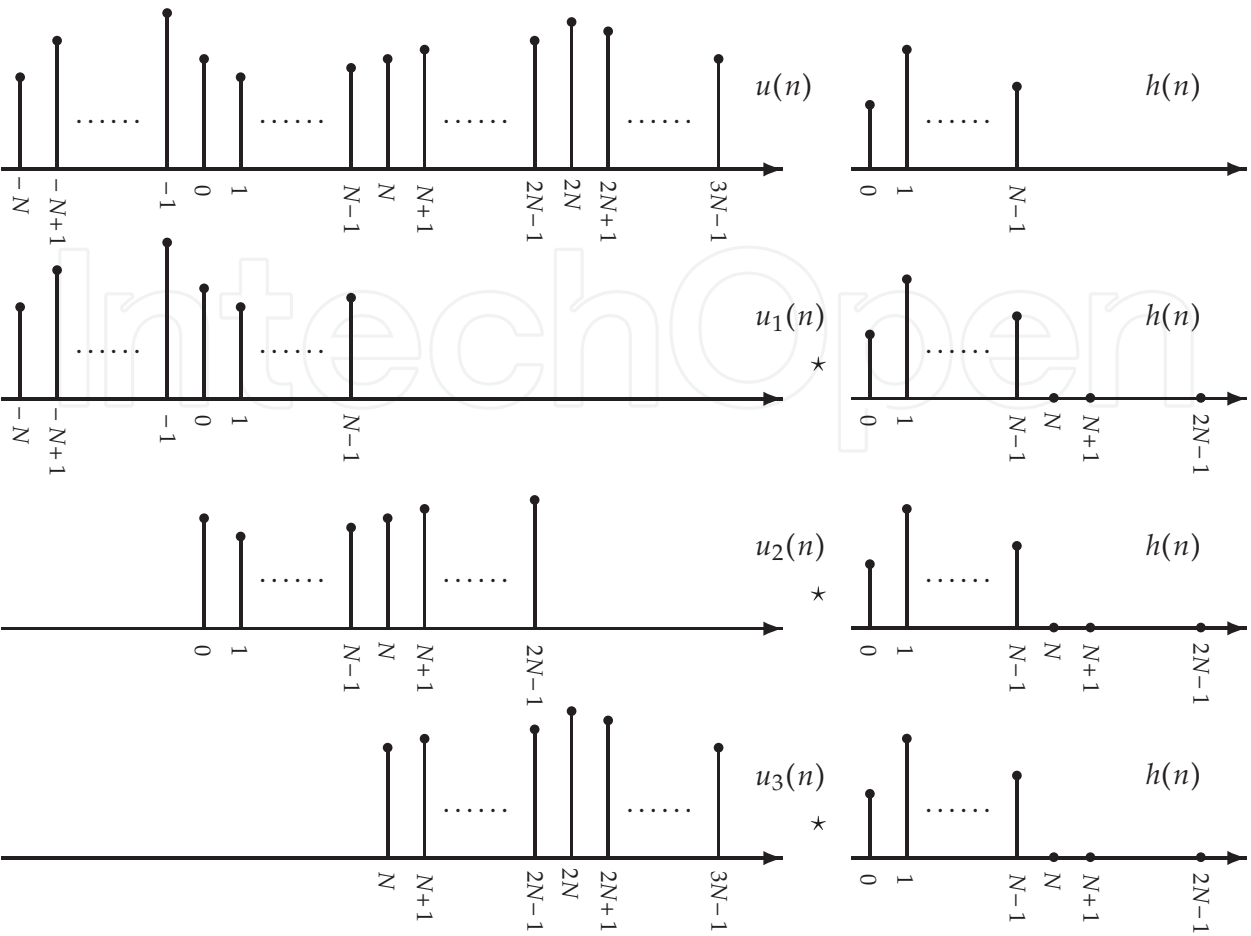 ...... ...... ...... ...... u(n) ...... h(n)
−N −N+1 −1 0 1 N−1 N N+1 2N−1 2N 2N+1 3N−1 0 1 N−1
IntechOpen
...... ...... u₁(n) ⋆ ...... h(n)
−N −N+1 −1 0 1 N−1 0 1 N−1 N N+1 2N−1
...... ...... u₂(n) ⋆ ...... h(n)
0 1 N−1 N N+1 2N−1 0 1 N−1 N N+1 2N−1
...... ...... u₃(n) ⋆ ...... h(n)
N N+1 2N−1 2N 2N+1 3N−1 0 1 N−1 N N+1 2N−1